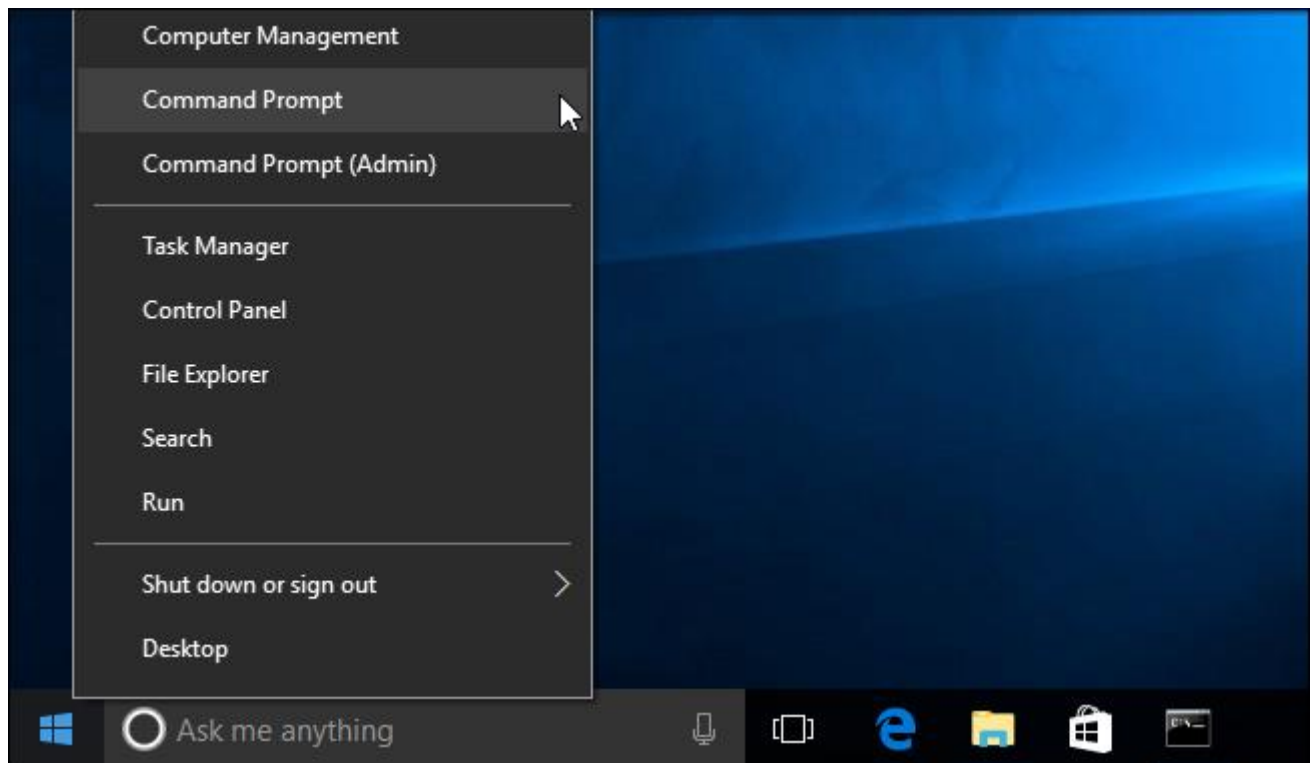 Computer Management
Command Prompt
Command Prompt (Admin)
Task Manager
Control Panel
File Explorer
Search
Run
Shut down or sign out
Desktop
Ask me anything